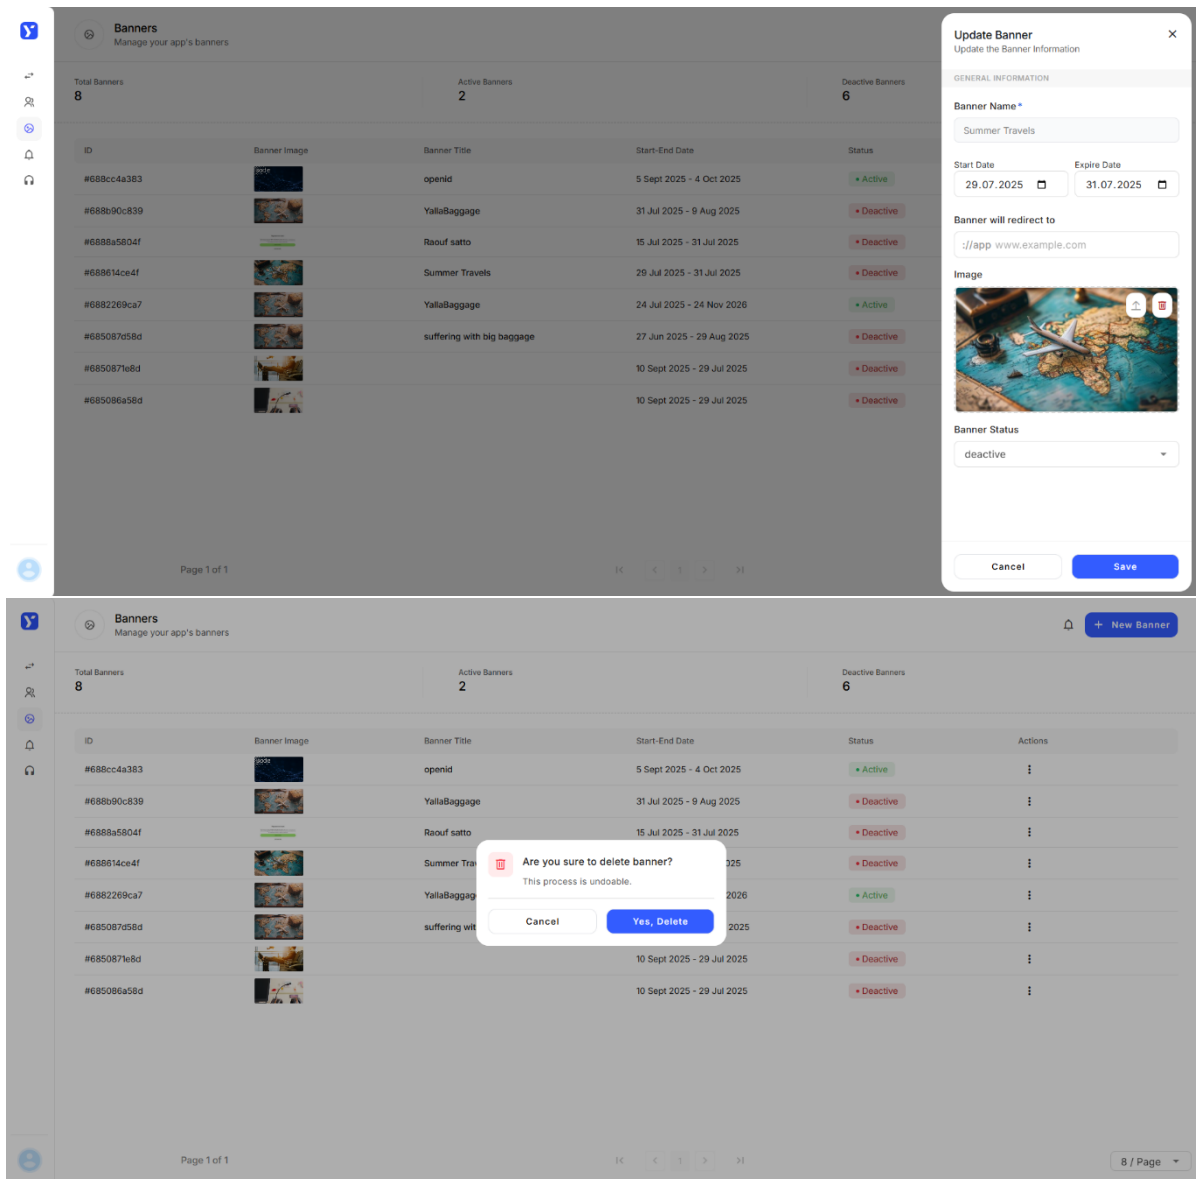 Banners
Manage your app's banners
Total Banners
8
Active Banners
2
Deactive Banners
6
ID Banner Image Banner Title Start-End Date Status
#688cc4a383 openid 5 Sept 2025 - 4 Oct 2025 • Active
#688b90c839 YallaBaggage 31 Jul 2025 - 9 Aug 2025 • Deactive
#6888a5804f Raouf satto 15 Jul 2025 - 31 Jul 2025 • Deactive
#688614ce4f Summer Travels 29 Jul 2025 - 31 Jul 2025 • Deactive
#6882269ca7 YallaBaggage 24 Jul 2025 - 24 Nov 2026 • Active
#685087d58d suffering with big baggage 27 Jun 2025 - 29 Aug 2025 • Deactive
#6850871e8d 10 Sept 2025 - 29 Jul 2025 • Deactive
#685086a58d 10 Sept 2025 - 29 Jul 2025 • Deactive
Page 1 of 1
1
Update Banner
Update the Banner Information
GENERAL INFORMATION
Banner Name*
Summer Travels
Start Date Expire Date
29.07.2025 31.07.2025
Banner will redirect to
://app www.example.com
Image
Banner Status
deactive
Cancel Save
Banners
Manage your app's banners
+ New Banner
Total Banners
8
Active Banners
2
Deactive Banners
6
ID Banner Image Banner Title Start-End Date Status Actions
#688cc4a383 openid 5 Sept 2025 - 4 Oct 2025 • Active
#688b90c839 YallaBaggage 31 Jul 2025 - 9 Aug 2025 • Deactive
#6888a5804f Raouf satto 15 Jul 2025 - 31 Jul 2025 • Deactive
#688614ce4f Summer Tra 025 • Deactive
#6882269ca7 YallaBaggag 2026 • Active
#685087d58d suffering wit 2025 • Deactive
#6850871e8d 10 Sept 2025 - 29 Jul 2025 • Deactive
#685086a58d 10 Sept 2025 - 29 Jul 2025 • Deactive
Are you sure to delete banner?
This process is undoable.
Cancel Yes, Delete
Page 1 of 1
1
8 / Page